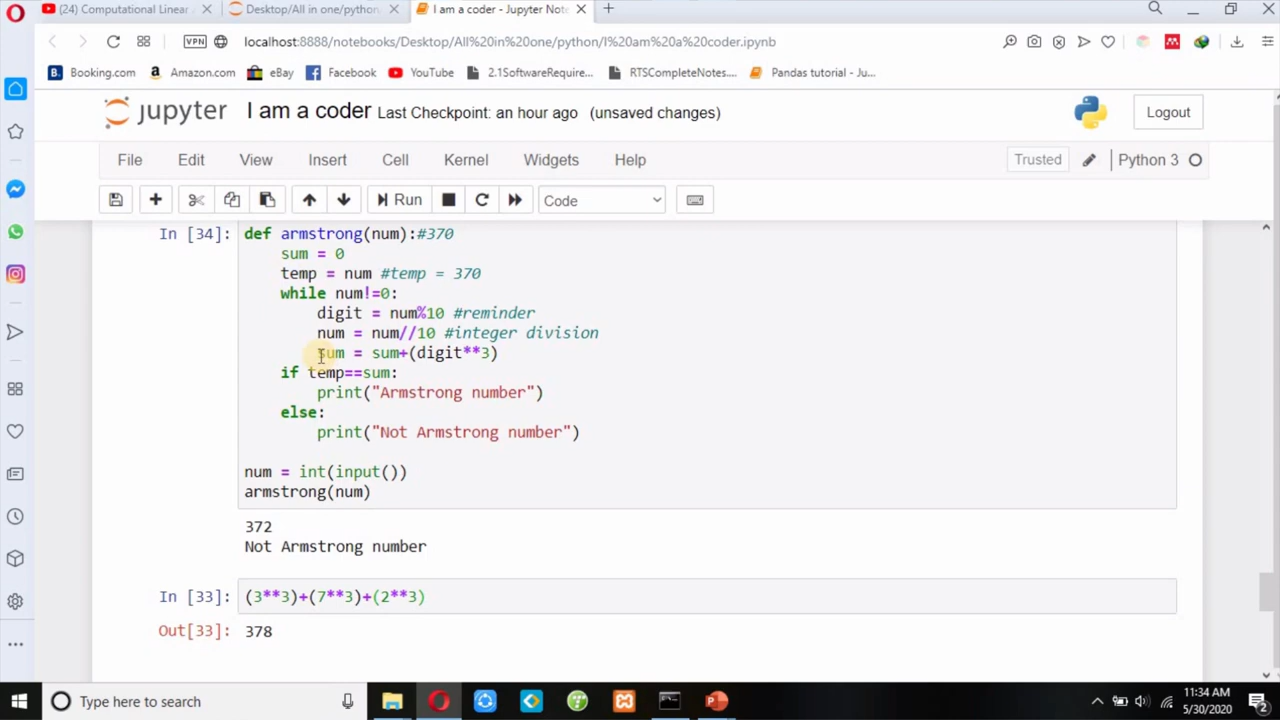 (24) Computational Linear
Desktop/All in one/python
I am a coder - Jupyter Not
VPN
localhost:8888/notebooks/Desktop/All%20in%20one/python/I%20am%20a%20coder.ipynb
B.
Booking.com
Amazon.com
eBay
Facebook
YouTube
2.1SoftwareRequire...
RTSCompleteNotes....
Pandas tutorial - Ju...
jupyter
I am a coder Last Checkpoint: an hour ago (unsaved changes)
Logout
File Edit View Insert Cell Kernel Widgets Help
Trusted
Python 3
Run
Code
In [34]: def armstrong(num):#370
sum = 0
temp = num #temp = 370
while num!=0:
digit = num%10 #reminder
num = num//10 #integer division
sum = sum+(digit**3)
if temp==sum:
print("Armstrong number")
else:
print("Not Armstrong number")
num = int(input())
armstrong(num)
372
Not Armstrong number
In [33]: (3**3)+(7**3)+(2**3)
Out[33]: 378
Type here to search
11:34 AM
5/30/2020
2